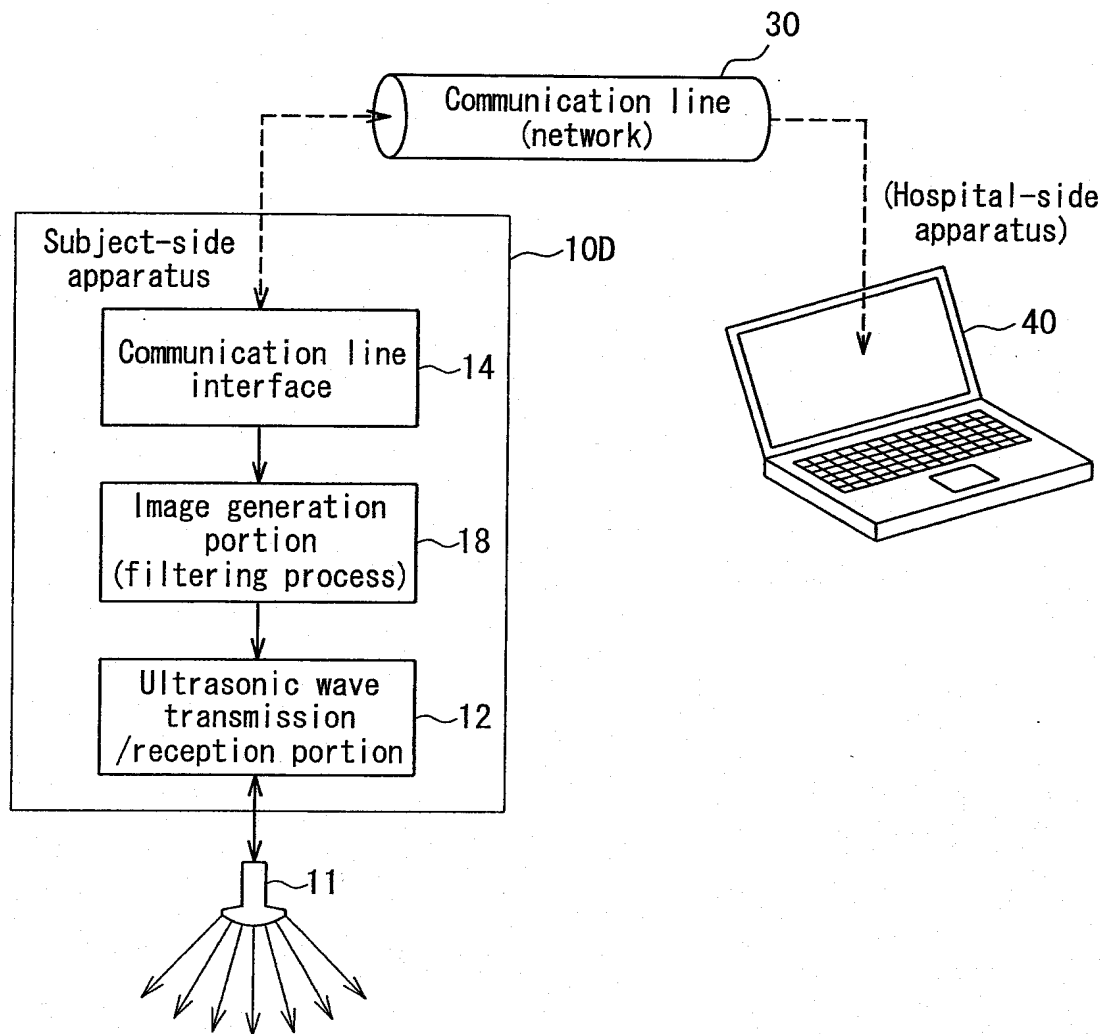 30
Communication line
(network)
(Hospital-side
apparatus)
Subject-side
apparatus
10D
40
Communication line
interface
14
Image generation
portion
(filtering process)
18
Ultrasonic wave
transmission
/reception portion
12
11